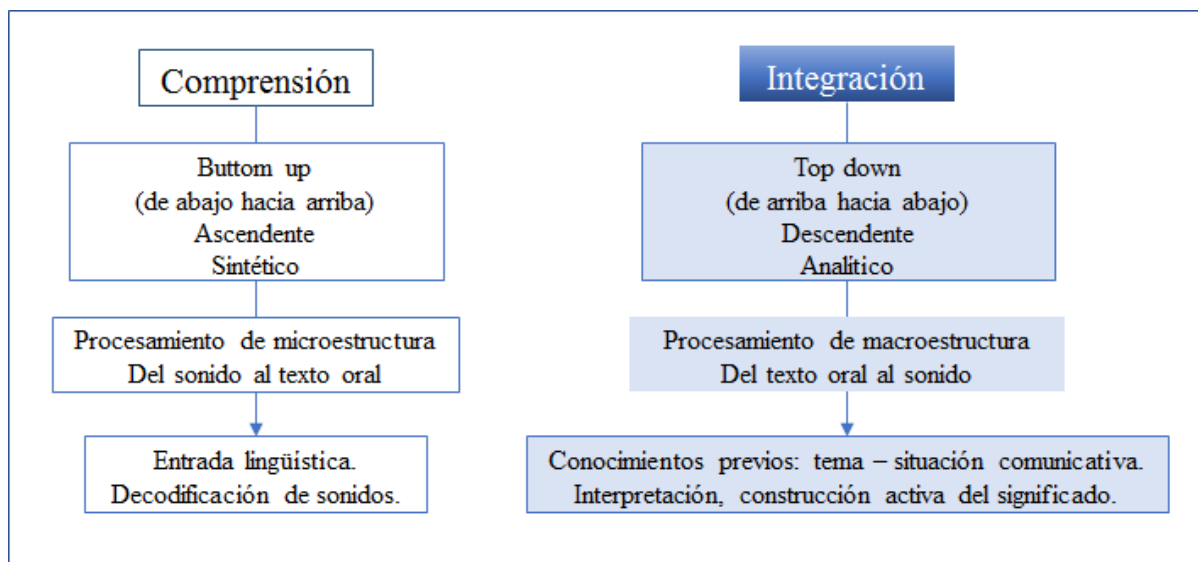 Comprensión
Buttom up
(de abajo hacia arriba)
Ascendente
Sintético
Procesamiento de microestructura
Del sonido al texto oral
Entrada lingüística.
Decodificación de sonidos.
Integración
Top down
(de arriba hacia abajo)
Descendente
Analítico
Procesamiento de macroestructura
Del texto oral al sonido
Conocimientos previos: tema – situación comunicativa.
Interpretación, construcción activa del significado.